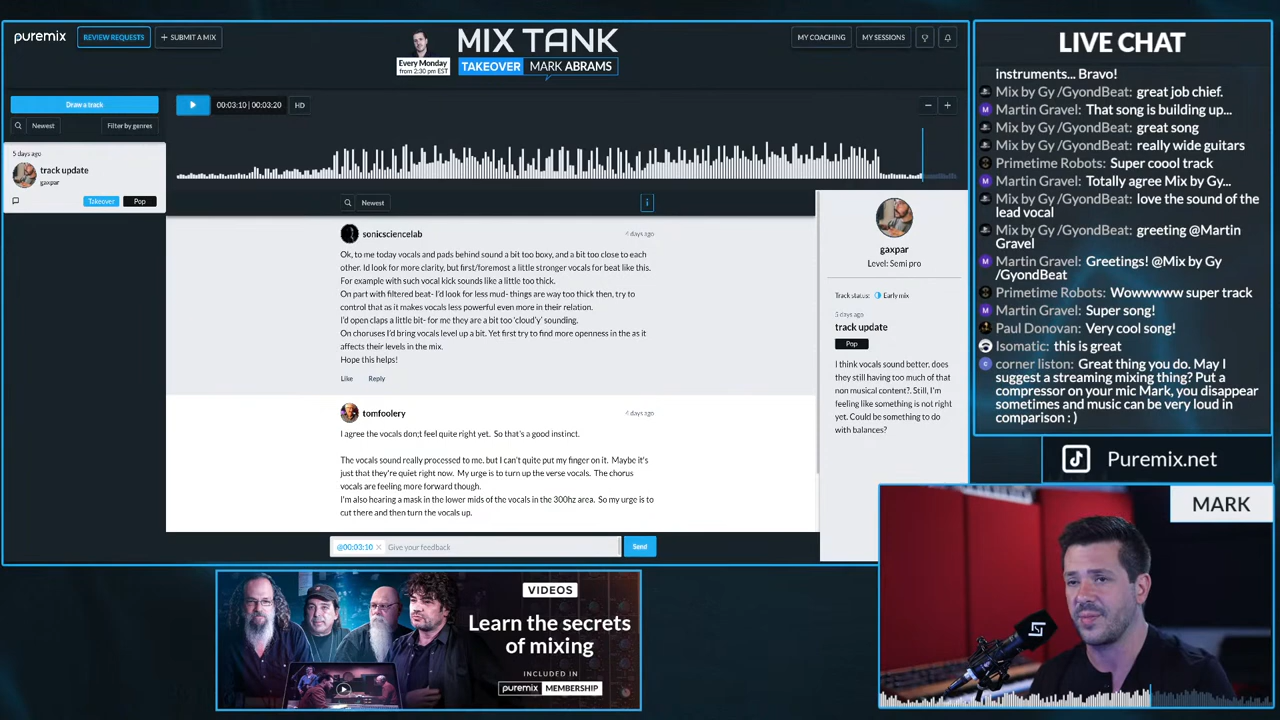 puremix
REVIEW REQUESTS
+ SUBMIT A MIX
Every Monday
from 2:30 pm EST
MIX TANK
TAKEOVER MARK ABRAMS
MY COACHING
MY SESSIONS
Draw a track
Newest
Filter by genres
5 days ago
track update
gaxpar
Takeover
Pop
00:03:10 | 00:03:20
HD
Newest
i
sonicsciencelab
4 days ago
Ok, to me today vocals and pads behind sound a bit too boxy, and a bit too close to each
other. Id look for more clarity, but first/foremost a little stronger vocals for beat like this.
For example with such vocal kick sounds like a little too thick.
On part with filtered beat- I'd look for less mud- things are way too thick then, try to
control that as it makes vocals less powerful even more in their relation.
I'd open claps a little bit- for me they are a bit too 'cloud'y' sounding.
On choruses I'd bring vocals level up a bit. Yet first try to find more openness in the as it
affects their levels in the mix.
Hope this helps!
Like Reply
tomfoolery
4 days ago
I agree the vocals don;t feel quite right yet. So that's a good instinct.
The vocals sound really processed to me. but I can't quite put my finger on it. Maybe it's
just that they're quiet right now. My urge is to turn up the verse vocals. The chorus
vocals are feeling more forward though.
I'm also hearing a mask in the lower mids of the vocals in the 300hz area. So my urge is to
cut there and then turn the vocals up.
@00:03:10 ×
Give your feedback
Send
gaxpar
Level: Semi pro
Track status: Early mix
5 days ago
track update
Pop
I think vocals sound better, does
they still having too much of that
non musical content?. Still, I'm
feeling like something is not right
yet. Could be something to do
with balances?
LIVE CHAT
instruments... Bravo!
Mix by Gy /GyondBeat: great job chief.
Martin Gravel: That song is building up...
Mix by Gy /GyondBeat: great song
Mix by Gy /GyondBeat: really wide guitars
Primetime Robots: Super coool track
Martin Gravel: Totally agree Mix by Gy...
Mix by Gy /GyondBeat: love the sound of the
lead vocal
Mix by Gy /GyondBeat: greeting @Martin
Gravel
Martin Gravel: Greetings! @Mix by Gy
/GyondBeat
Primetime Robots: Wowwwww super track
Martin Gravel: Super song!
Paul Donovan: Very cool song!
Isomatic: this is great
corner liston: Great thing you do. May I
suggest a streaming mixing thing? Put a
compressor on your mic Mark, you disappear
sometimes and music can be very loud in
comparison : )
Puremix.net
MARK
VIDEOS
Learn the secrets
of mixing
INCLUDED IN
puremix MEMBERSHIP